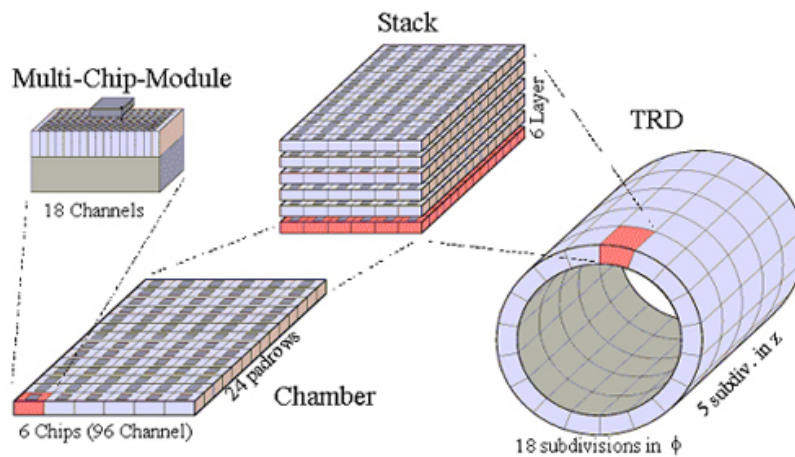 Stack
Multi-Chip-Module
6 Layer
TRD
18 Channels
24 padrows
Chamber
5 subdiv. in z
6 Chips (96 Channel)
18 subdivisions in ϕ